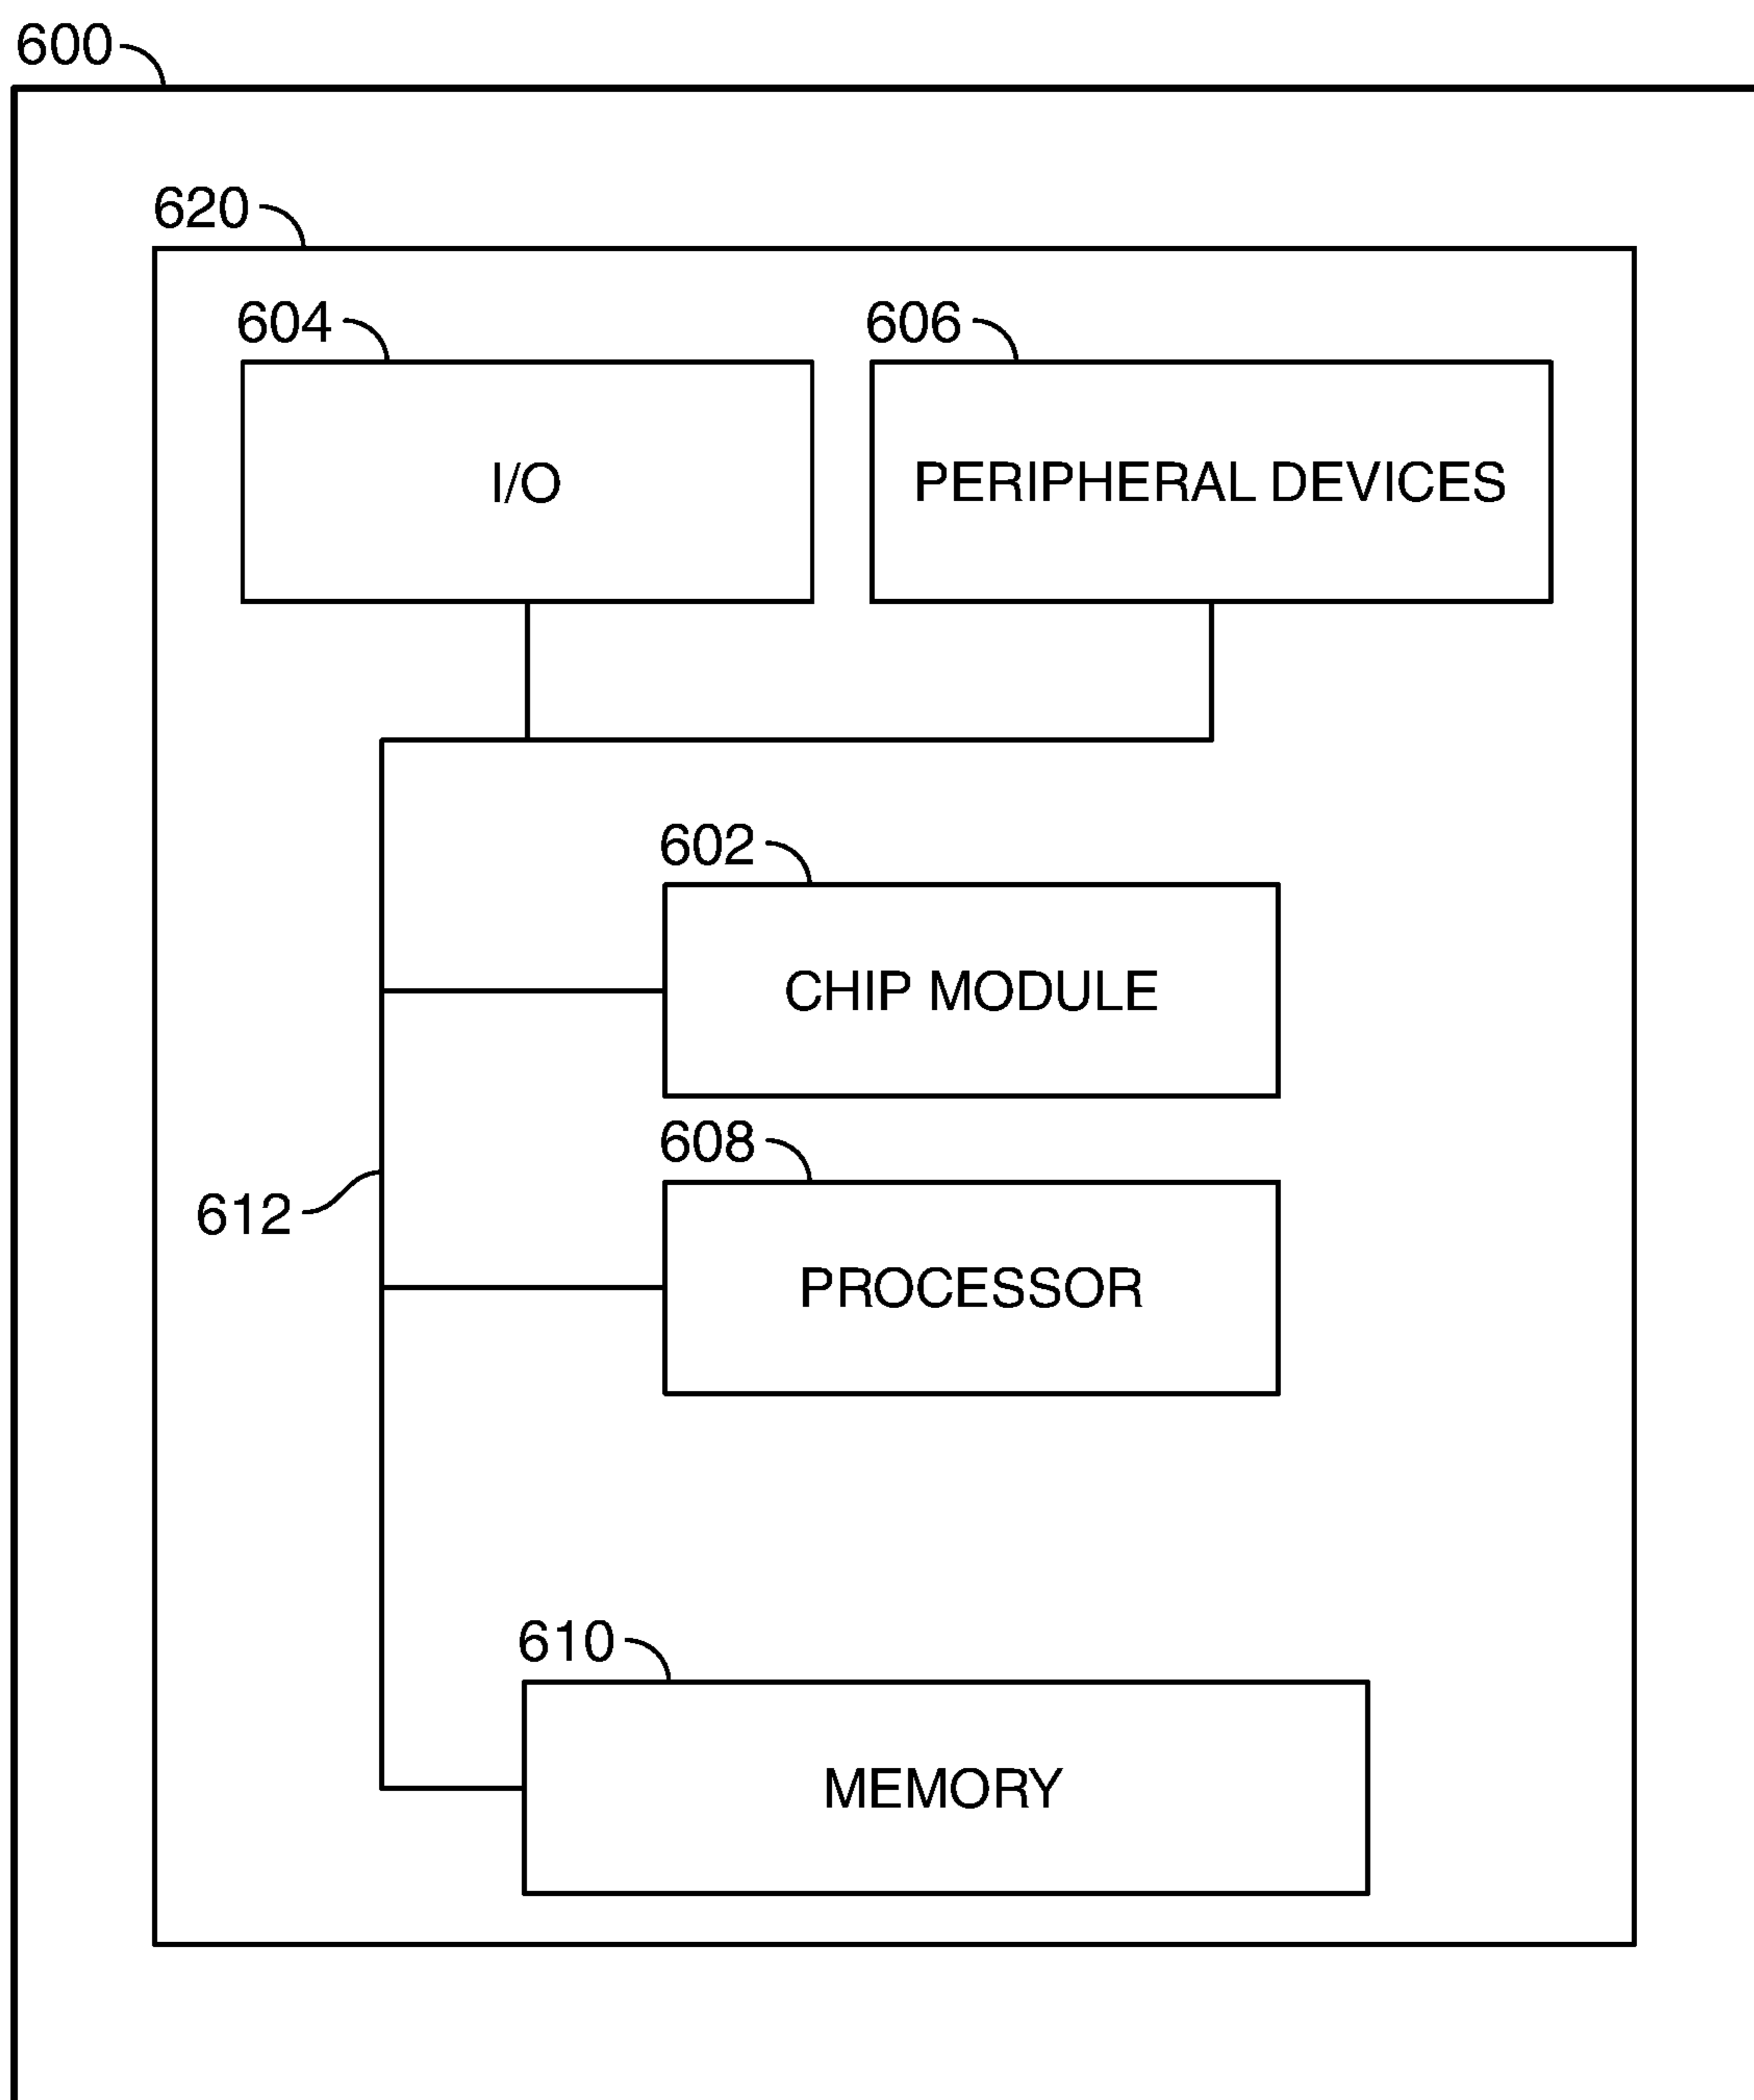 600
620
604
606
I/O
PERIPHERAL DEVICES
602
CHIP MODULE
608
612
PROCESSOR
610
MEMORY